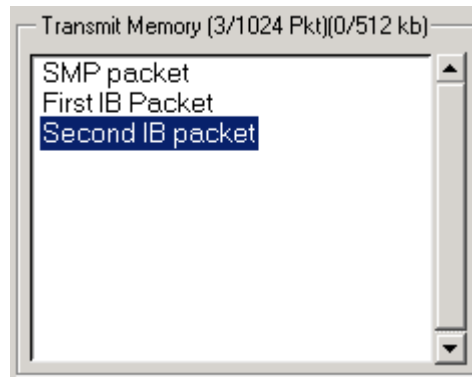 Transmit Memory (3/1024 Pkt)(0/512 kb)
SMP packet
First IB Packet
Second IB packet